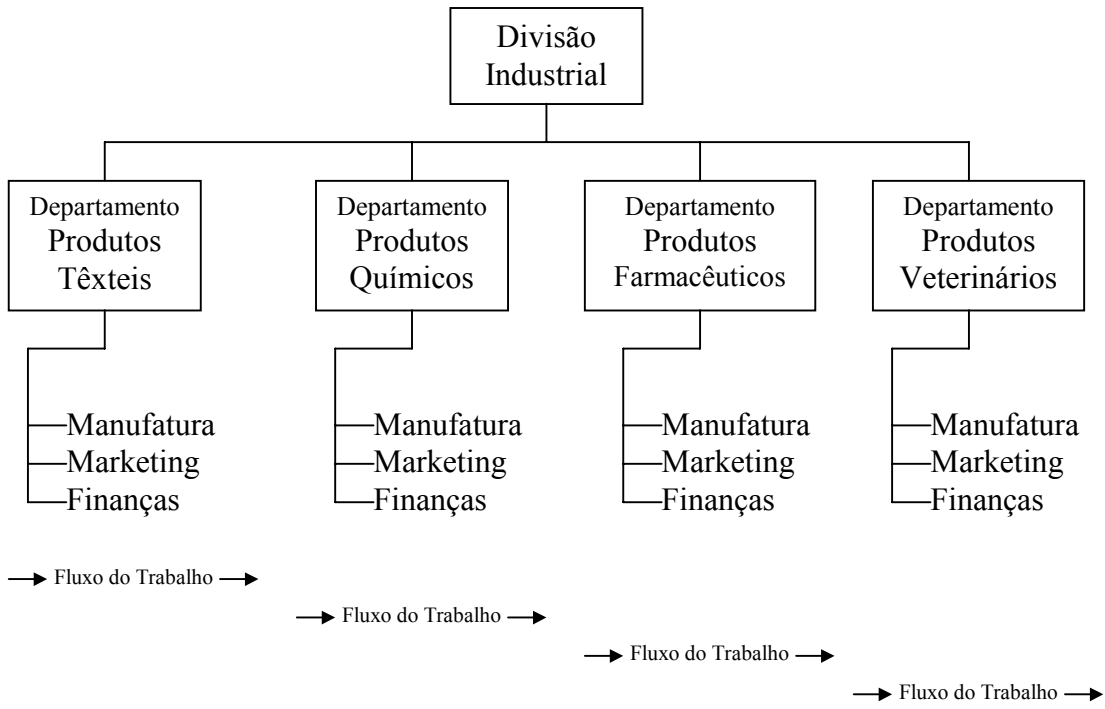 Divisão
Industrial
Departamento
Produtos
Têxteis
Departamento
Produtos
Químicos
Departamento
Produtos
Farmacêuticos
Departamento
Produtos
Veterinários
Manufatura
Marketing
Finanças
Manufatura
Marketing
Finanças
Manufatura
Marketing
Finanças
Manufatura
Marketing
Finanças
Fluxo do Trabalho
Fluxo do Trabalho
Fluxo do Trabalho
Fluxo do Trabalho